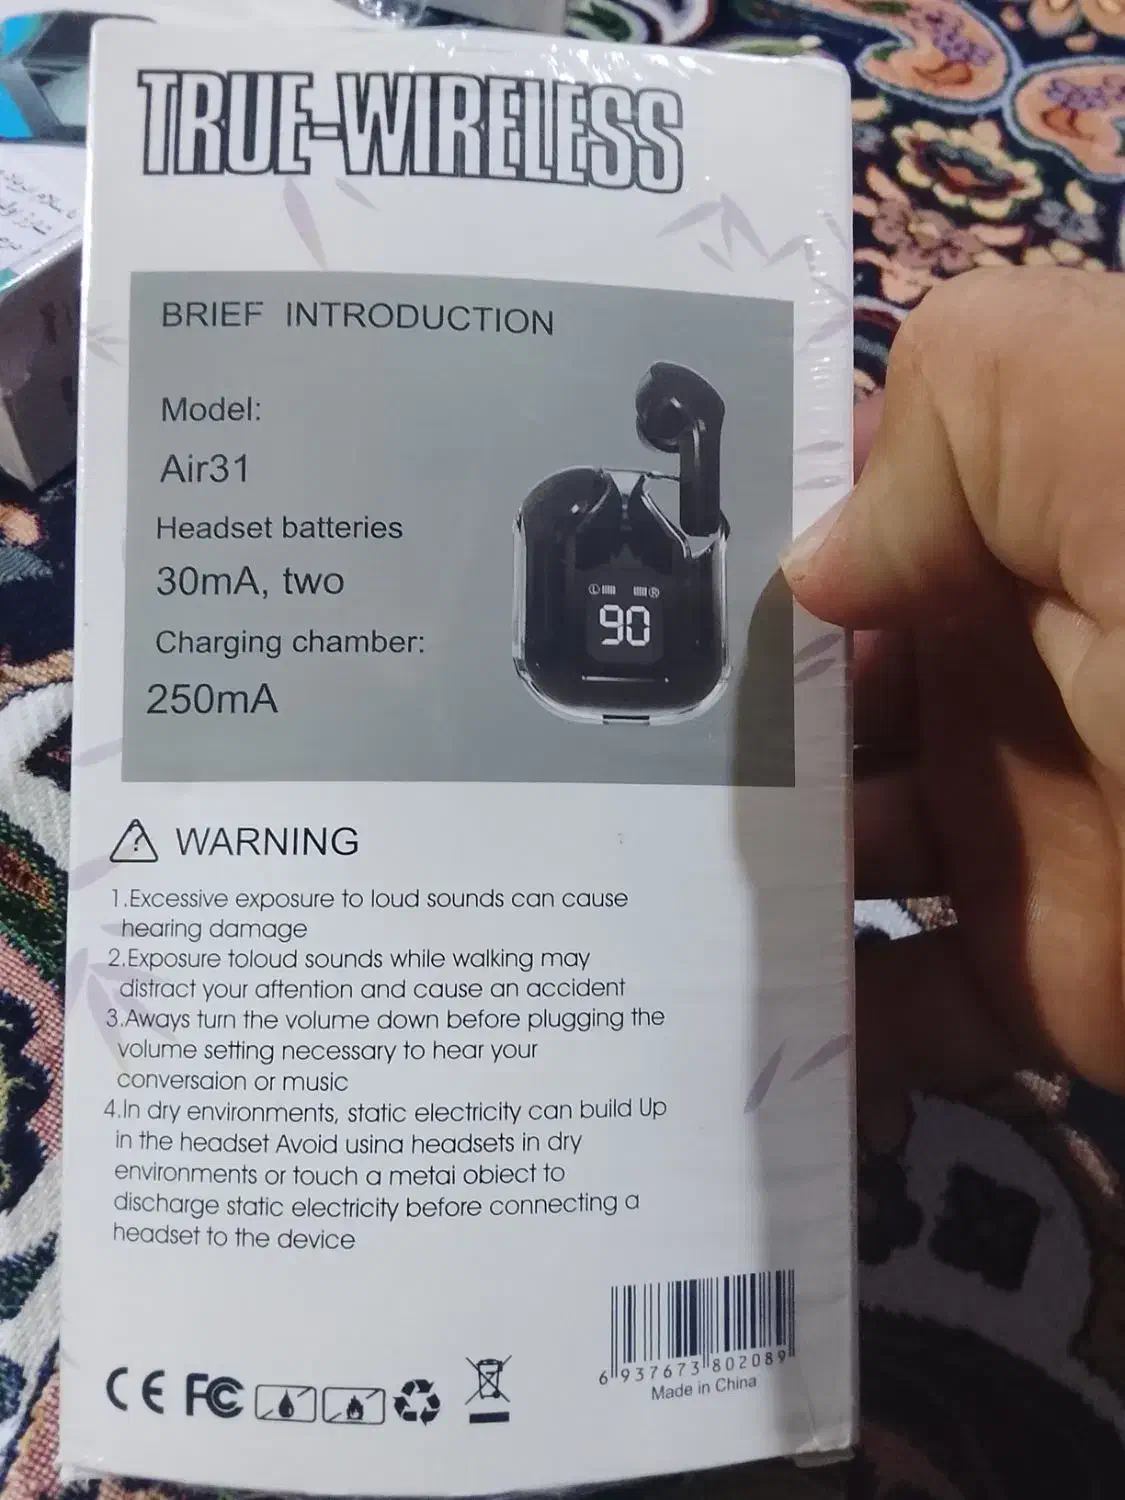 TRUE-WIRELESS
BRIEF INTRODUCTION
Model:
Air31
Headset batteries
30mA, two
Charging chamber:
250mA
L R
90
WARNING
1.Excessive exposure to loud sounds can cause
hearing damage
2.Exposure toloud sounds while walking may
distract your aftention and cause an accident
3.Aways turn the volume down before plugging the
volume setting necessary to hear your
conversaion or music
4.In dry environments, static electricity can build Up
in the headset Avoid usina headsets in dry
environments or touch a metai obiect to
discharge static electricity before connecting a
headset to the device
CE FC
6 937673 802089
Made in China